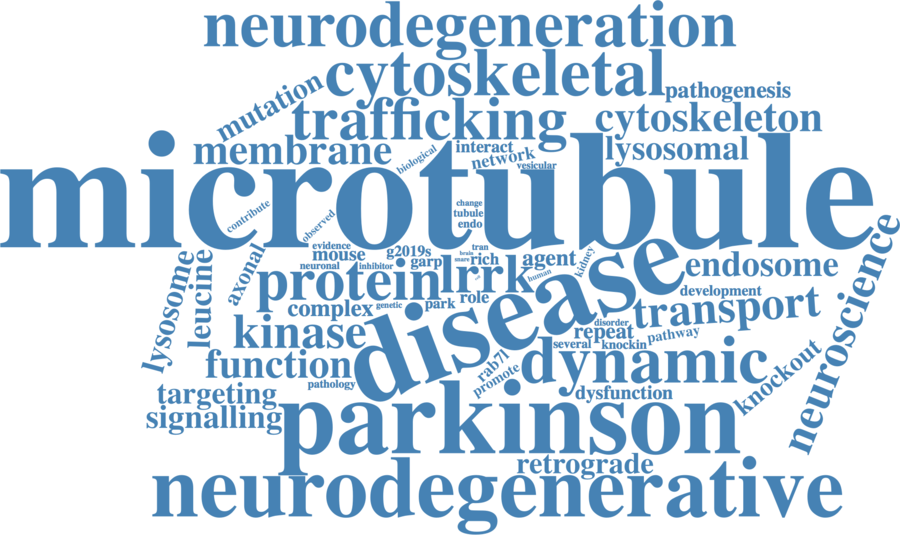 neurodegeneration
cytoskeletal
pathogenesis
mutation
trafficking
cytoskeleton
membrane
biological
interact
network
vesicular
lysosomal
microtubule
contribute
observed
change
tubule
endo
evidence
mouse
neuronal
inhibitor
g2019s
garp
tran
brain
snare
rich
human
agent
kidney
disease
endosome
neuroscience
lysosome
leucine
axonal
protein
lrrk
complex
genetic
park
role
development
transport
kinase
disorder
repeat
several
knockin
pathway
function
pathology
rab7l
promote
dynamic
knockout
targeting
signalling
dysfunction
parkinson
retrograde
neurodegenerative